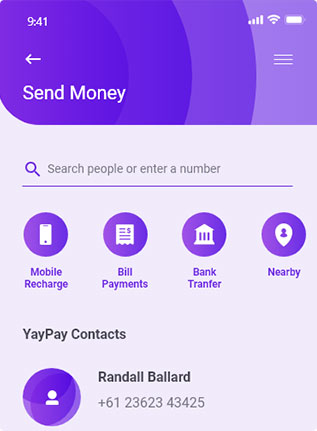 9:41
Send Money
Search people or enter a number
Mobile Recharge
Bill Payments
Bank Tranfer
Nearby
YayPay Contacts
Randall Ballard
+61 23623 43425